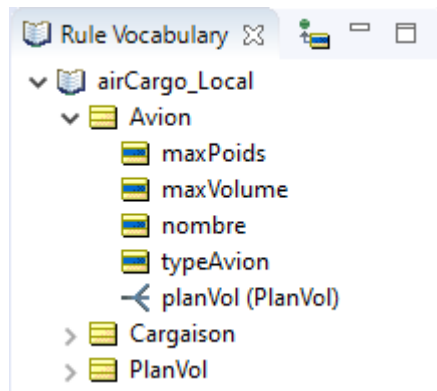 Rule Vocabulary
airCargo_Local
Avion
maxPoids
maxVolume
nombre
typeAvion
planVol (PlanVol)
Cargaison
PlanVol